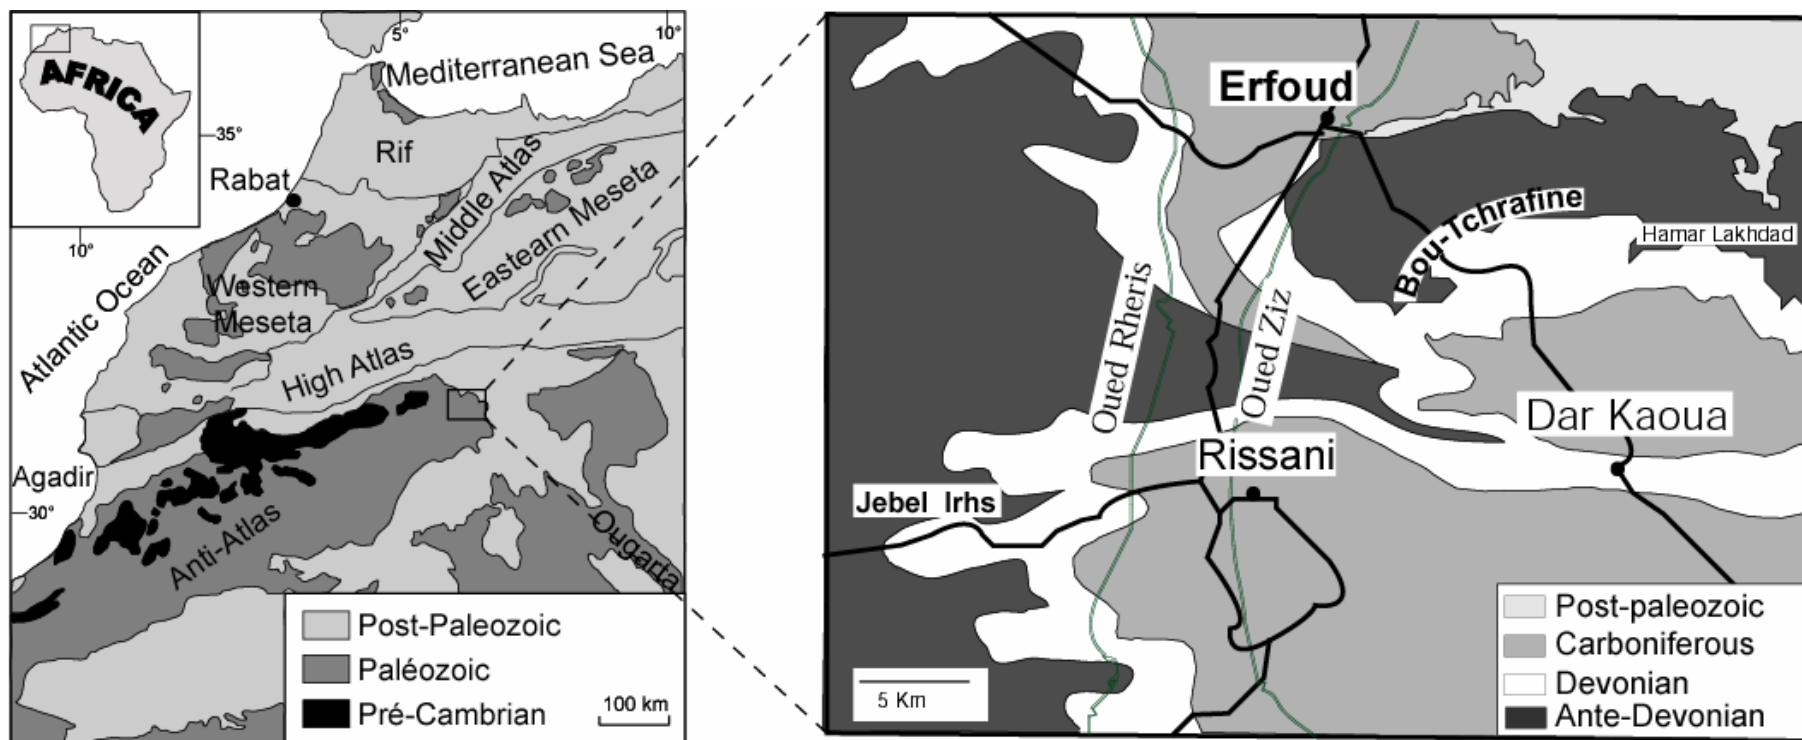 AFRICA
5°
10°
Mediterranean Sea
35°
Rif
Rabat
Middle Atlas
Eastearn Meseta
10°
Atlantic Ocean
Western
Meseta
High Atlas
Agadir
30°
Anti-Atlas
Ougarta
Post-Paleozoic
Paléozoic
Pré-Cambrian
100 km
Erfoud
Bou-Tchrafine
Hamar Lakhdad
Oued Rheris
Oued Ziz
Dar Kaoua
Rissani
Jebel Irhs
5 Km
Post-paleozoic
Carboniferous
Devonian
Ante-Devonian